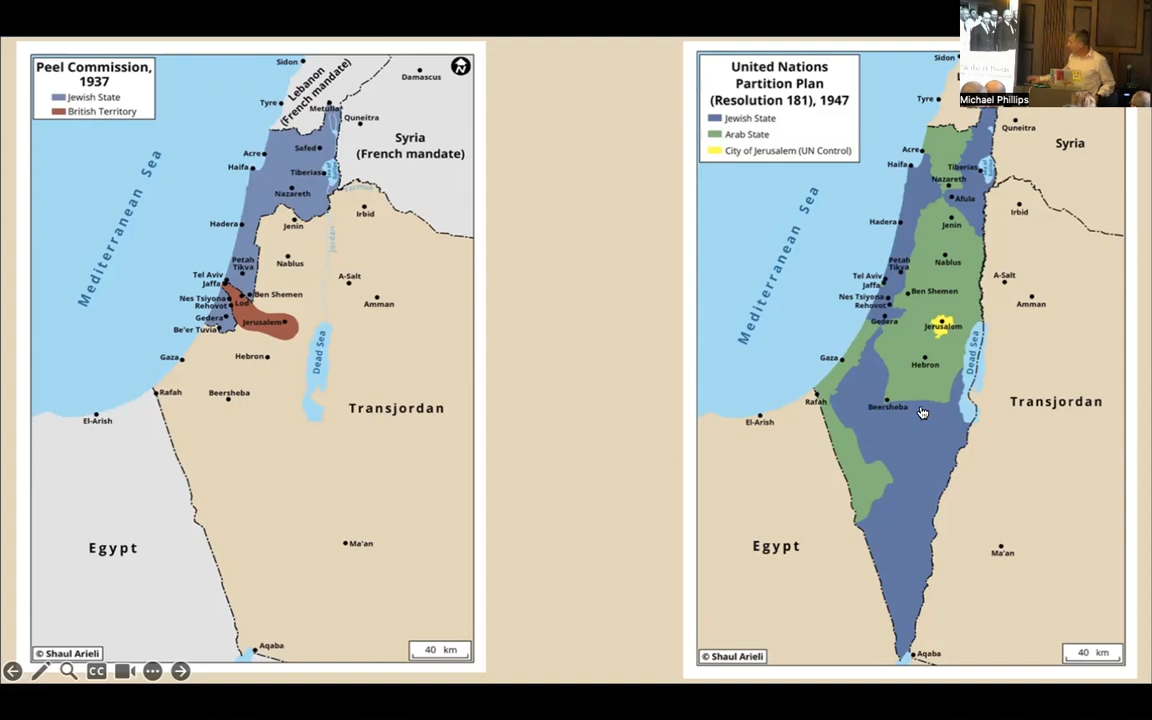 Peel Commission,
1937
Jewish State
British Territory
Sidon
Lebanon
(French mandate)
Damascus
Tyre
Metulla
Quneitra
Syria
(French mandate)
Acre
Safed
Haifa
Tiberias
Nazareth
Yarmuk
Irbid
Hadera
Jenin
Jordan
Mediterranean Sea
Petah
Tikva
Nablus
Tel Aviv
Jaffa
A-Salt
Nes Tsiyona
Ben Shemen
Lod
Rehovot
Amman
Gedera
Jerusalem
Be'er Tuvia
Gaza
Hebron
Dead Sea
Rafah
Beersheba
Transjordan
El-Arish
Egypt
Ma'an
Aqaba
© Shaul Arieli
40 km
United Nations
Partition Plan
(Resolution 181), 1947
Jewish State
Arab State
City of Jerusalem (UN Control)
Sidon
Tyre
Quneitra
Syria
Acre
Haifa
Tiberias
Nazareth
Afula
Irbid
Hadera
Jenin
Mediterranean Sea
Petah
Tikva
Nablus
Tel Aviv
Jaffa
A-Salt
Nes Tsiyona
Ben Shemen
Rehovot
Amman
Gedera
Jerusalem
Gaza
Hebron
Dead Sea
Rafah
Beersheba
Transjordan
El-Arish
Egypt
Ma'an
Aqaba
© Shaul Arieli
40 km
Michael Phillips
CC